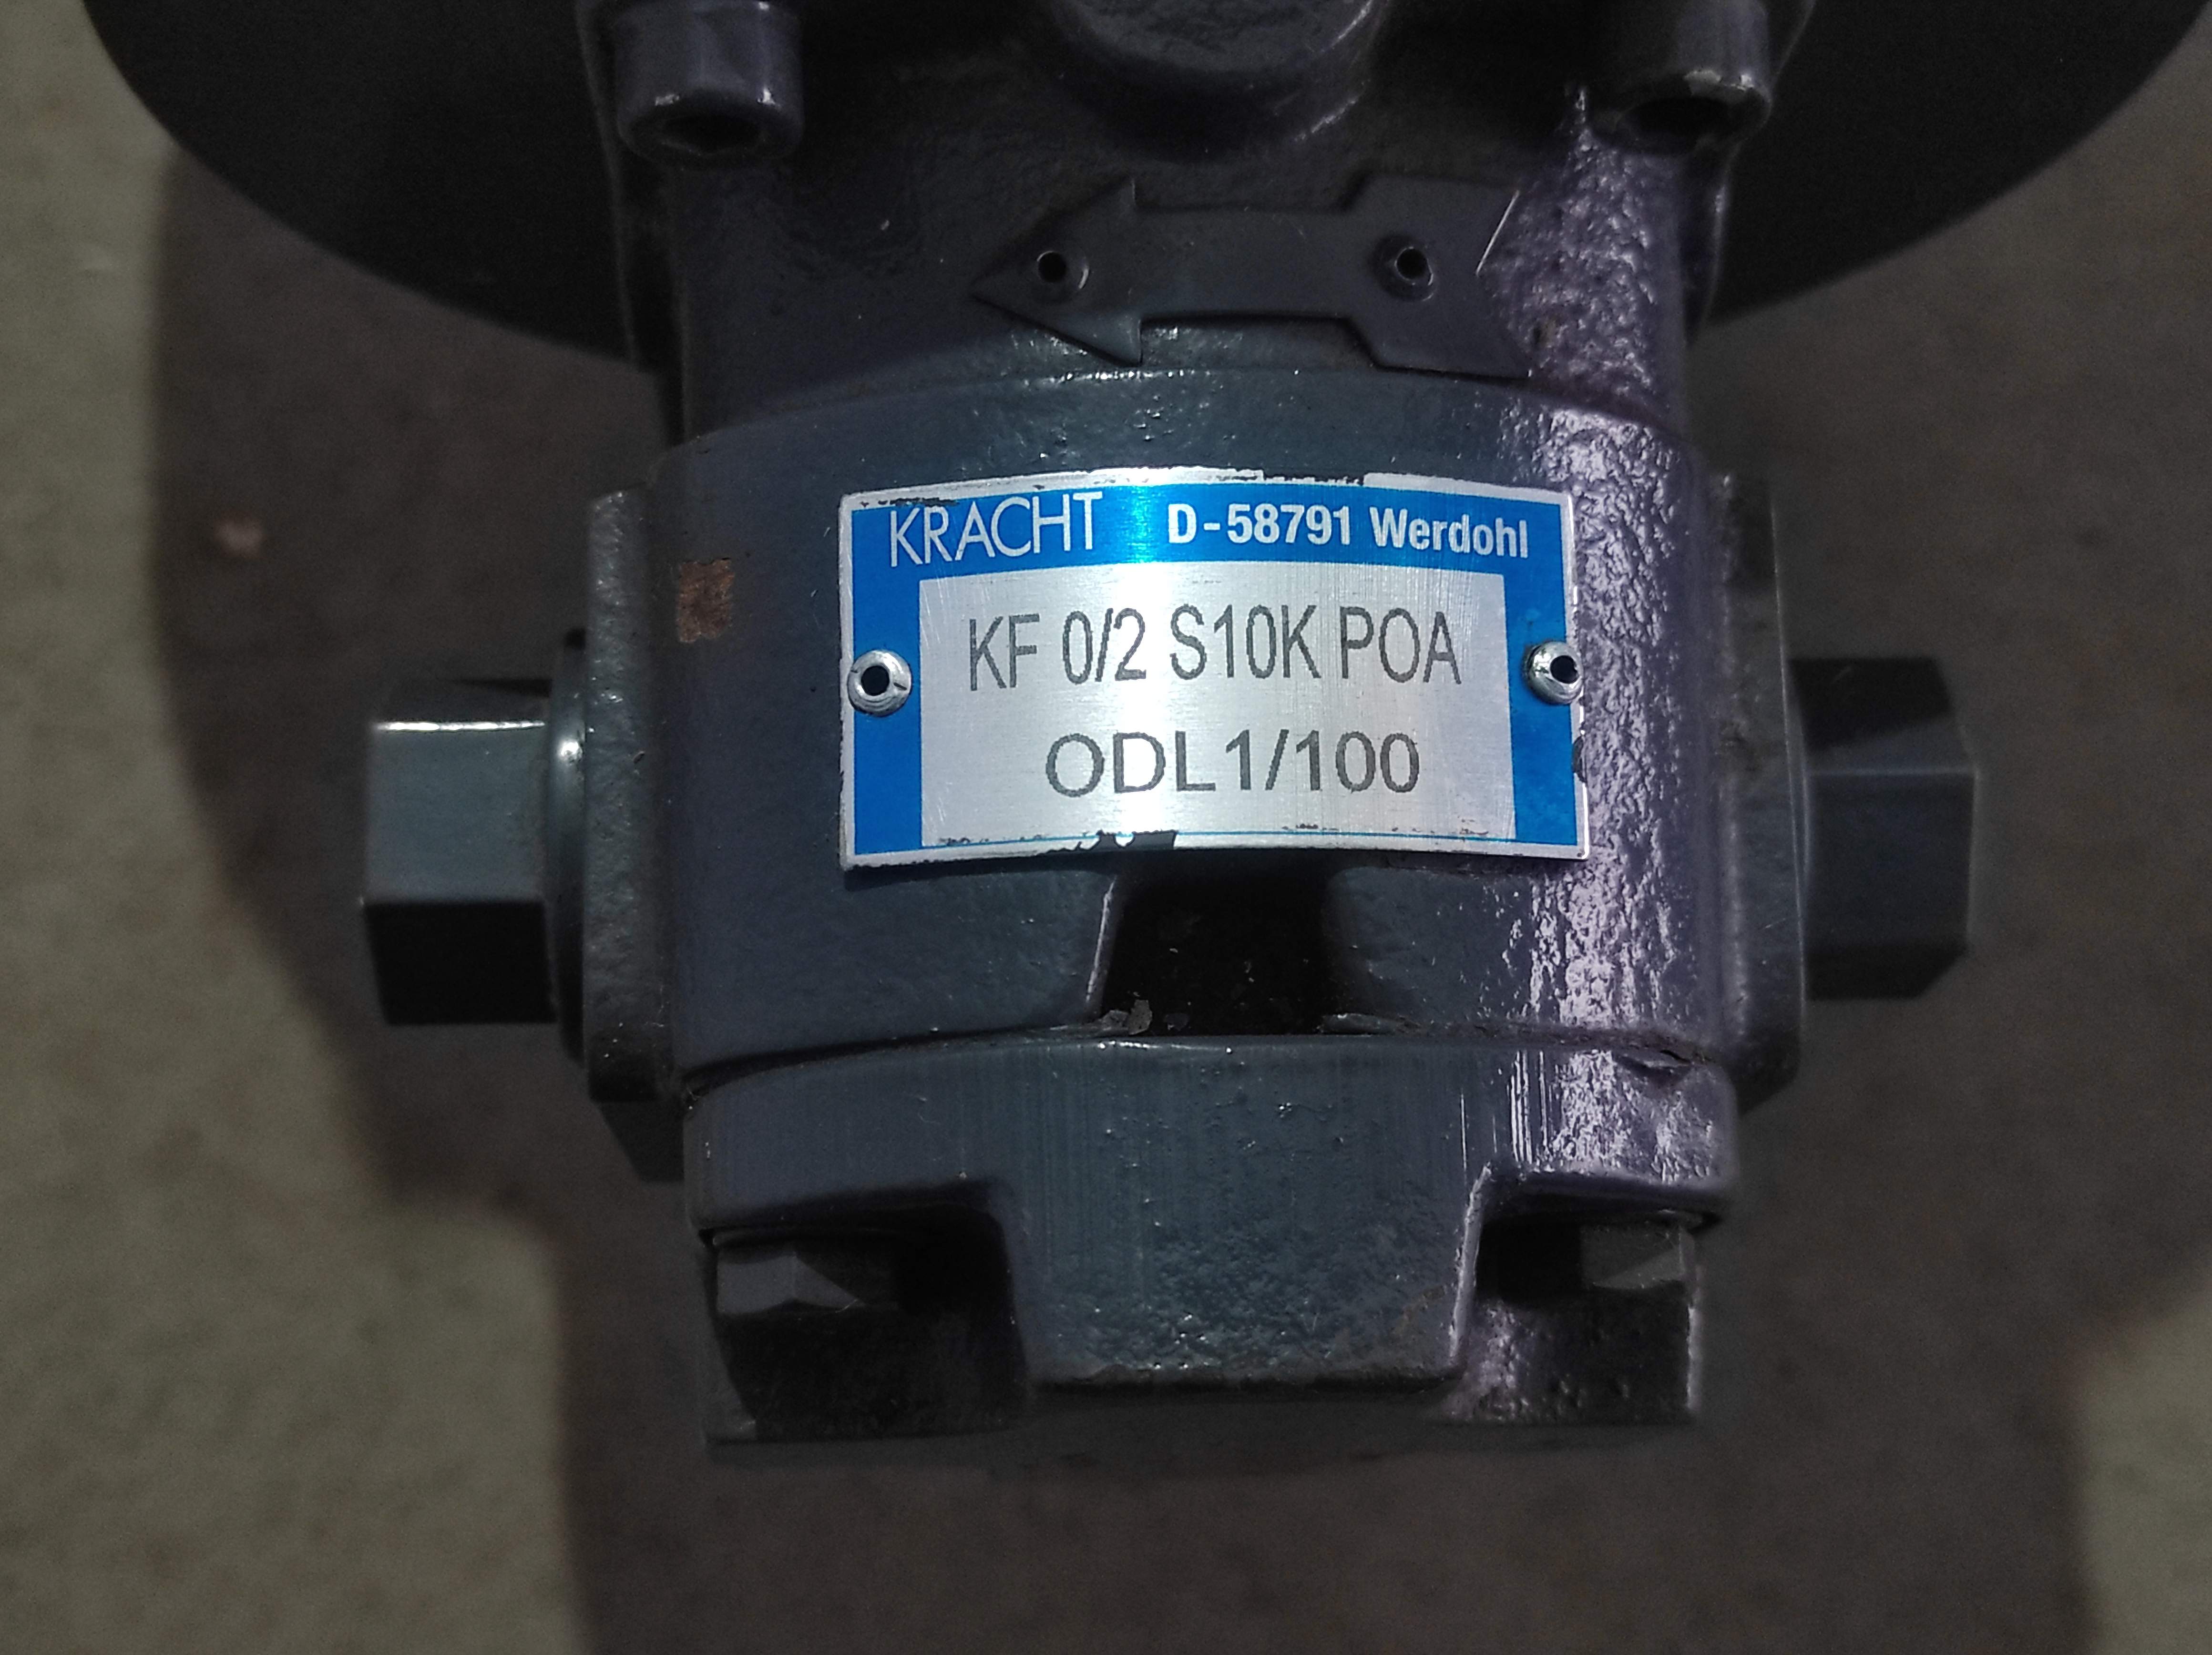 KRACHT D-58791 Werdohl
KF 0/2 S10K POA
ODL1/100